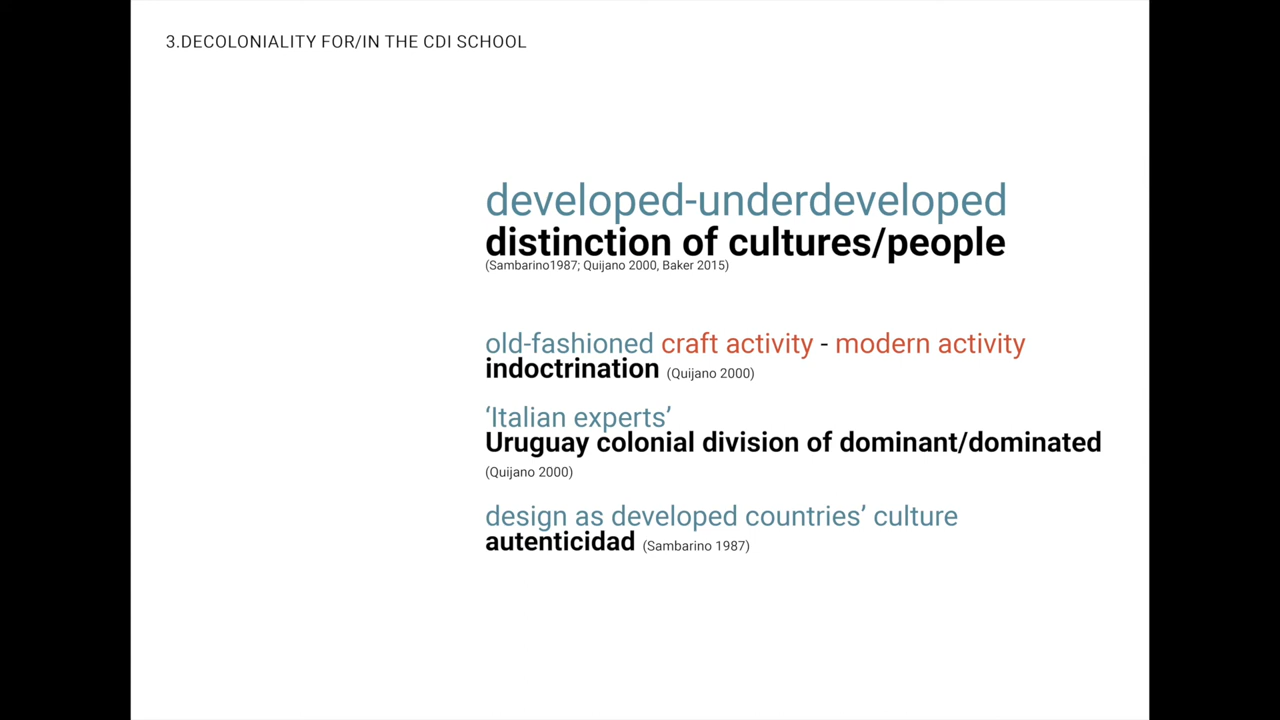 3.DECOLONIALITY FOR/IN THE CDI SCHOOL
developed-underdeveloped
distinction of cultures/people
(Sambarino1987; Quijano 2000, Baker 2015)
old-fashioned craft activity - modern activity
indoctrination (Quijano 2000)
‘Italian experts’
Uruguay colonial division of dominant/dominated
(Quijano 2000)
design as developed countries’ culture
autenticidad (Sambarino 1987)